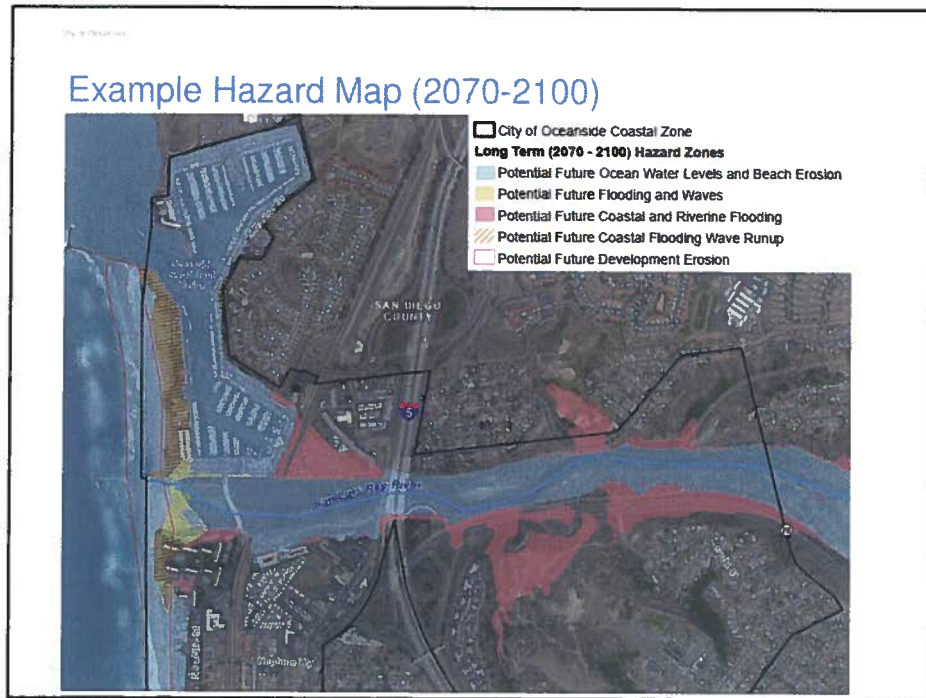 Example Hazard Map (2070-2100)
City of Oceanside Coastal Zone
Long Term (2070 - 2100) Hazard Zones
Potential Future Ocean Water Levels and Beach Erosion
Potential Future Flooding and Waves
Potential Future Coastal and Riverine Flooding
Potential Future Coastal Flooding Wave Runup
Potential Future Development Erosion
SAN DIEGO
COUNTY
5
Rey River